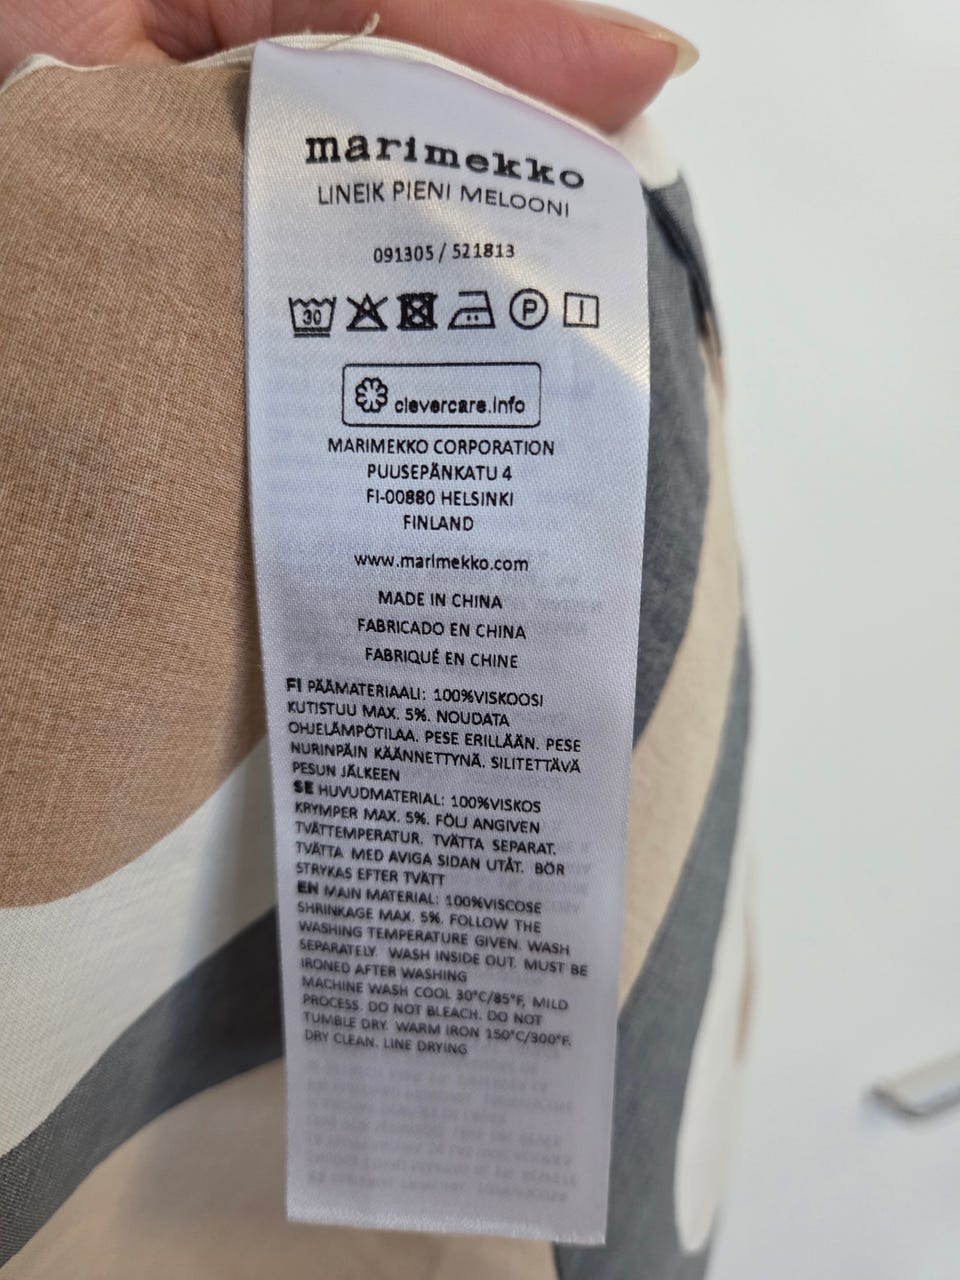 marimekko
LINEIK PIENI MELOONI
091305 / 521813
30 P
clevercare.info
MARIMEKKO CORPORATION
PUUSEPÄNKATU 4
FI-00880 HELSINKI
FINLAND
www.marimekko.com
MADE IN CHINA
FABRICADO EN CHINA
FABRIQUÉ EN CHINE
FI PÄÄMATERIAALI: 100%VISKOOSI
KUTISTUU MAX. 5%. NOUDATA
OHJELÄMPÖTILAA. PESE ERILLÄÄN. PESE
NURINPÄIN KÄÄNNETTYNÄ. SILITETTÄVÄ
PESUN JÄLKEEN
SE HUVUDMATERIAL: 100%VISKOS
KRYMPER MAX. 5%. FÖLJ ANGIVEN
TVÄTTEMPERATUR. TVÄTTA SEPARAT.
TVÄTTA MED AVIGA SIDAN UTÅT. BÖR
STRYKAS EFTER TVÄTT
EN MAIN MATERIAL: 100%VISCOSE
SHRINKAGE MAX. 5%. FOLLOW THE
WASHING TEMPERATURE GIVEN. WASH
SEPARATELY. WASH INSIDE OUT. MUST BE
IRONED AFTER WASHING
MACHINE WASH COOL 30°C/85°F, MILD
PROCESS. DO NOT BLEACH. DO NOT
TUMBLE DRY. WARM IRON 150°C/300°F.
DRY CLEAN. LINE DRYING